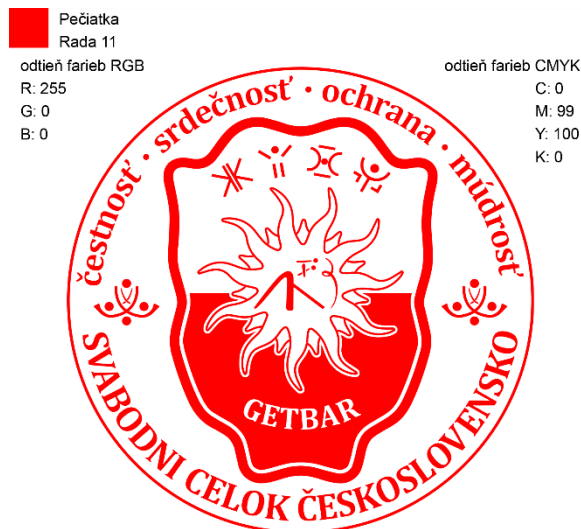 Pečiatka
Rada 11
odtieň farieb RGB
R: 255
G: 0
B: 0
odtieň farieb CMYK
C: 0
M: 99
Y: 100
K: 0
čestnosť · srdečnosť · ochrana · múdrosť
GETBAR
SVABODNI CELOK ČESKOSLOVENSKO